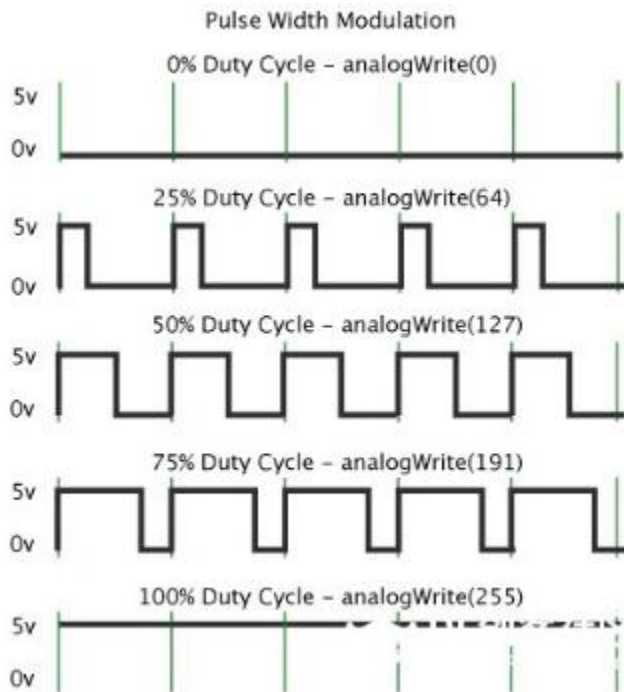 Pulse Width Modulation
0% Duty Cycle – analogWrite(0)
5v
0v
25% Duty Cycle – analogWrite(64)
5v
0v
50% Duty Cycle – analogWrite(127)
5v
0v
75% Duty Cycle – analogWrite(191)
5v
0v
100% Duty Cycle – analogWrite(255)
5v
0v